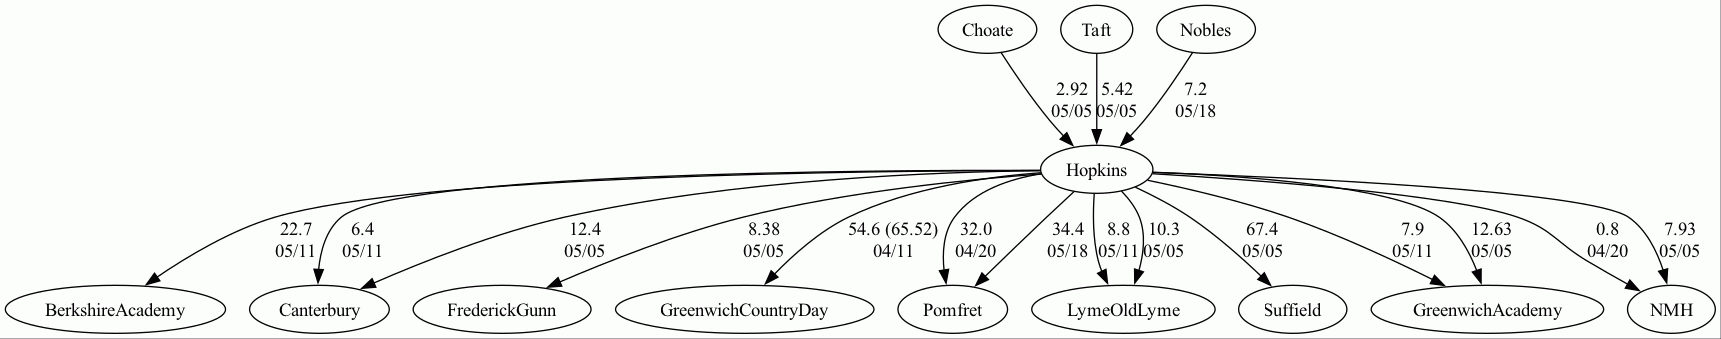 Choate
Taft
Nobles
2.92
05/05
5.42
05/05
7.2
05/18
Hopkins
22.7
05/11
6.4
05/11
12.4
05/05
8.38
05/05
54.6 (65.52)
04/11
32.0
04/20
34.4
05/18
8.8
05/11
10.3
05/05
67.4
05/05
7.9
05/11
12.63
05/05
0.8
04/20
7.93
05/05
BerkshireAcademy
Canterbury
FrederickGunn
GreenwichCountryDay
Pomfret
LymeOldLyme
Suffield
GreenwichAcademy
NMH